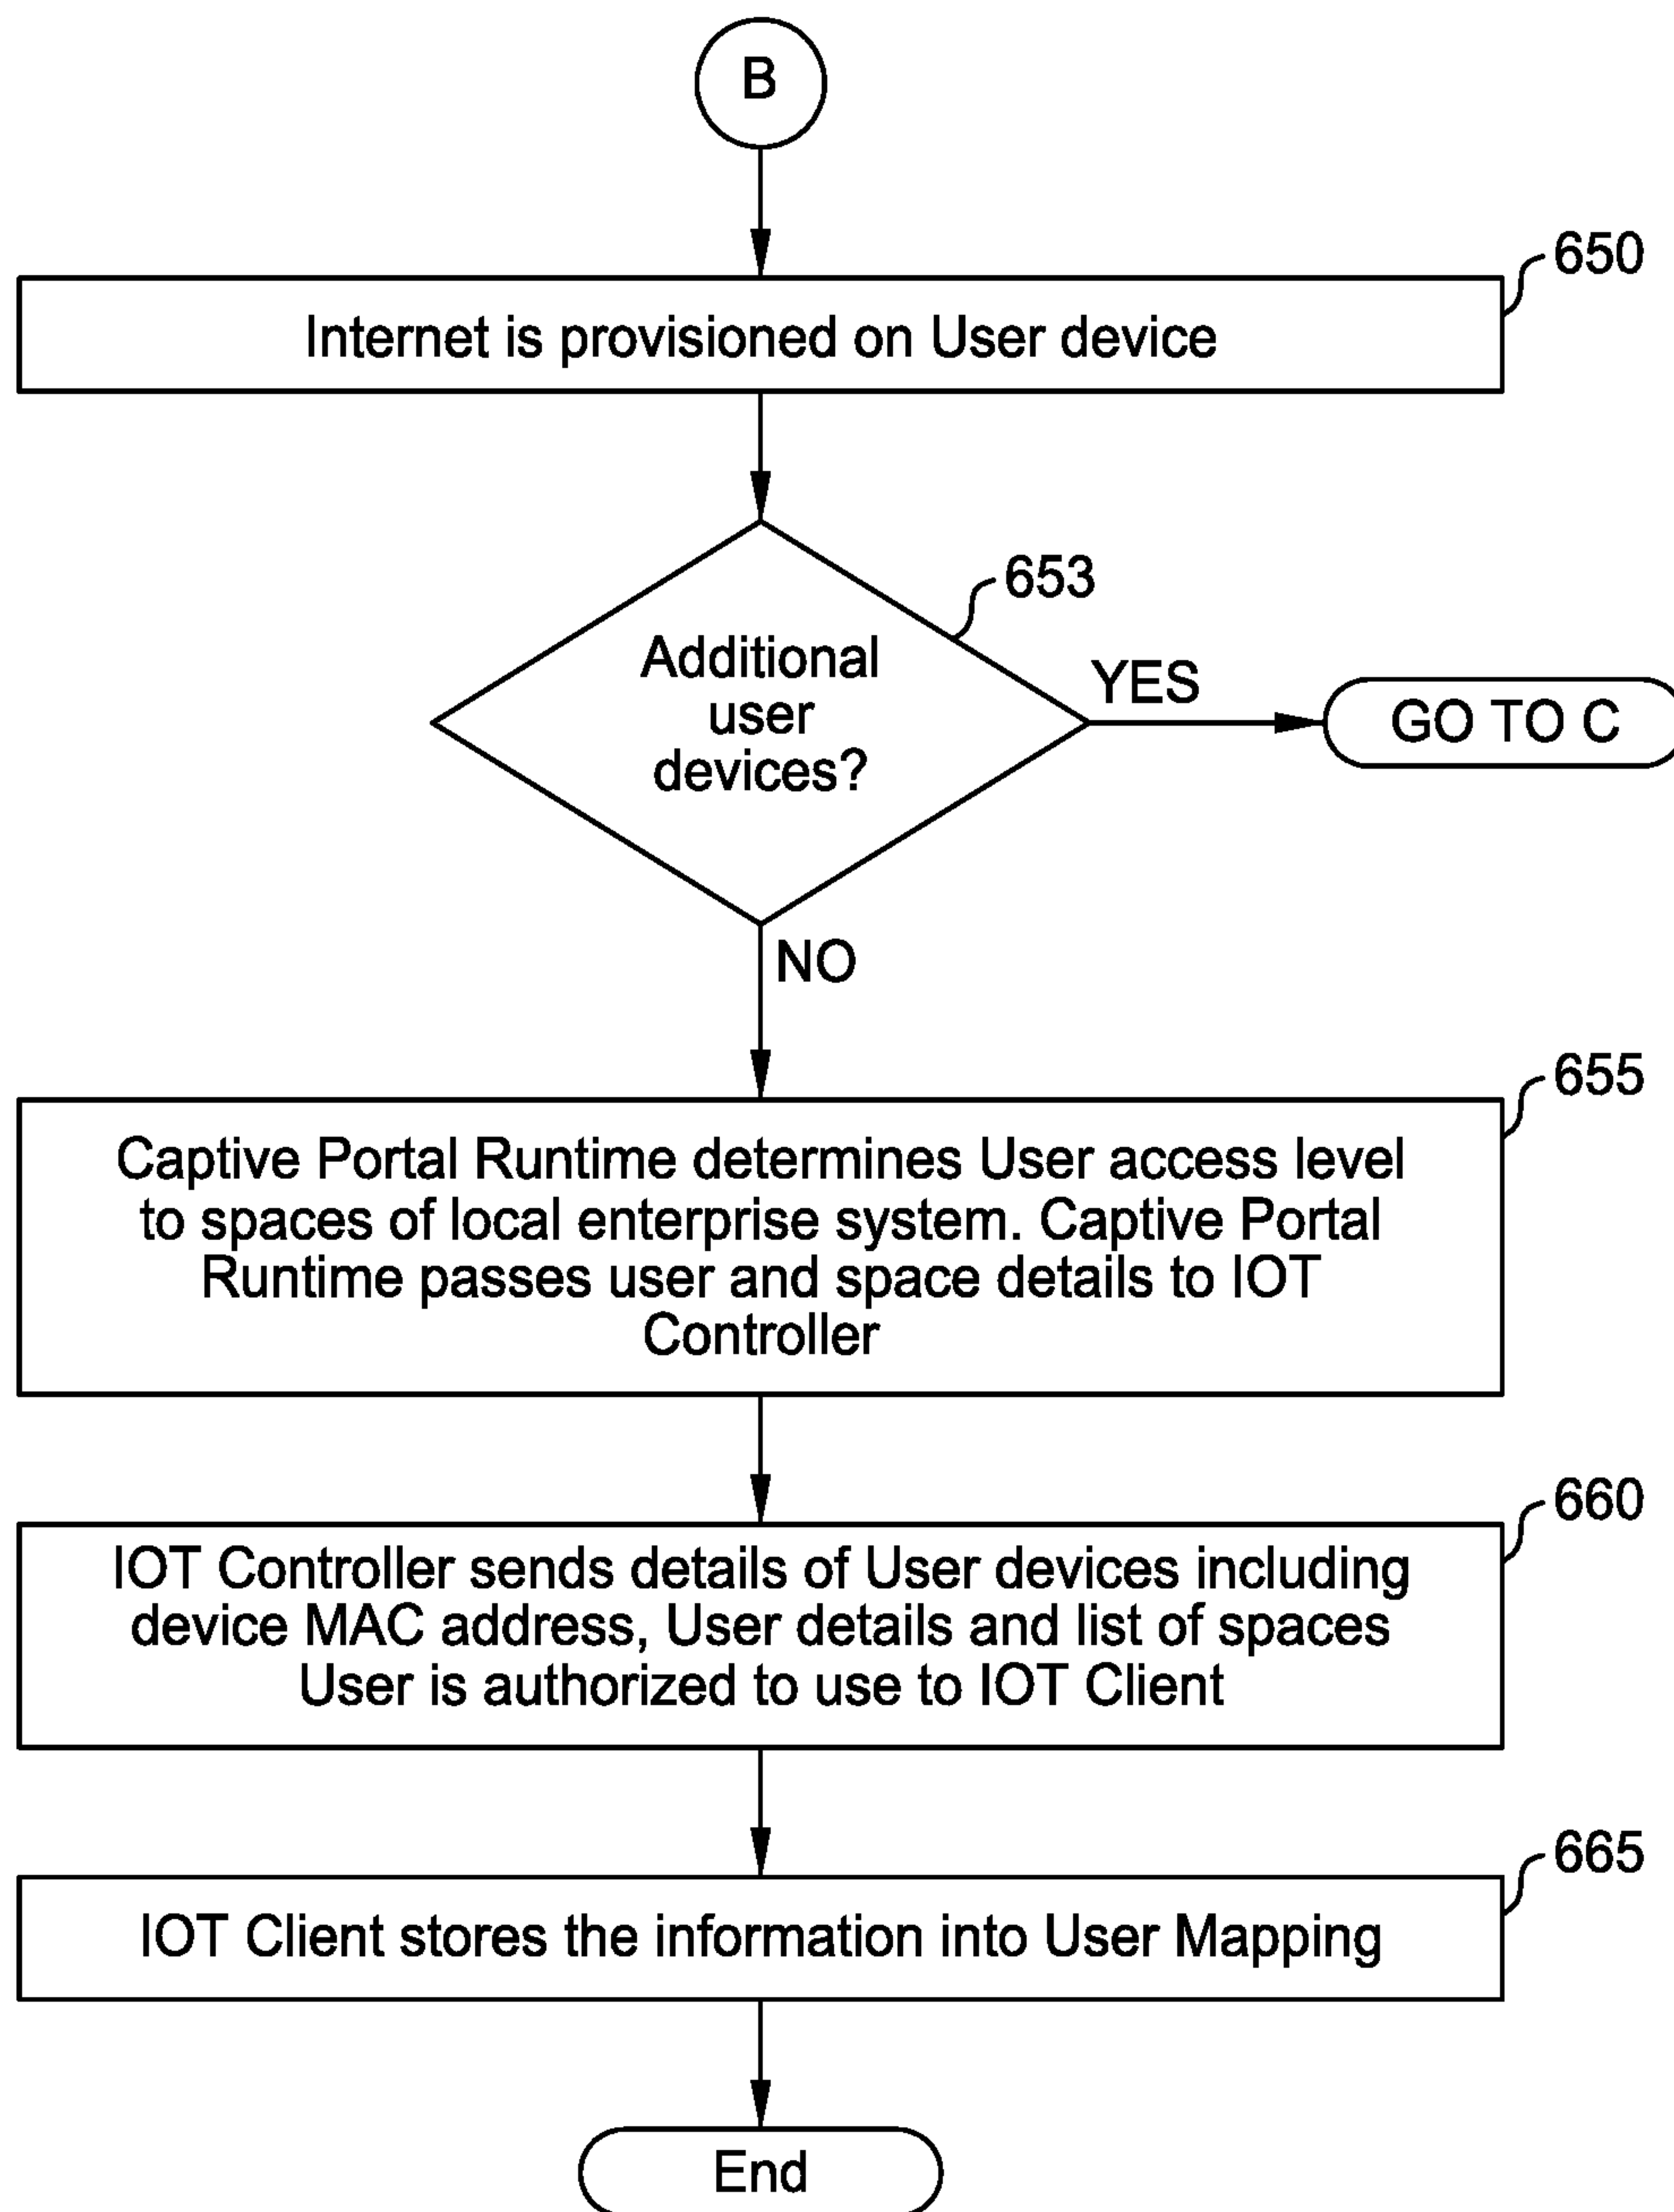 B
650
Internet is provisioned on User device
653
Additional
user
devices?
YES
GO TO C
NO
655
Captive Portal Runtime determines User access level
to spaces of local enterprise system. Captive Portal
Runtime passes user and space details to IOT
Controller
660
IOT Controller sends details of User devices including
device MAC address, User details and list of spaces
User is authorized to use to IOT Client
665
IOT Client stores the information into User Mapping
End